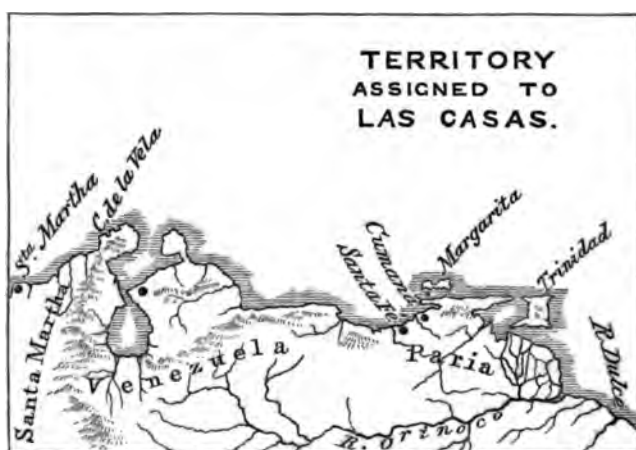 TERRITORY
ASSIGNED TO
LAS CASAS.
Sta. Martha
C. de la Vela
Cumana
Santa Fe
Margarita
Trinidad
Santa Martha
Venezuela
Paria
R. Dulce
R. Orinoco